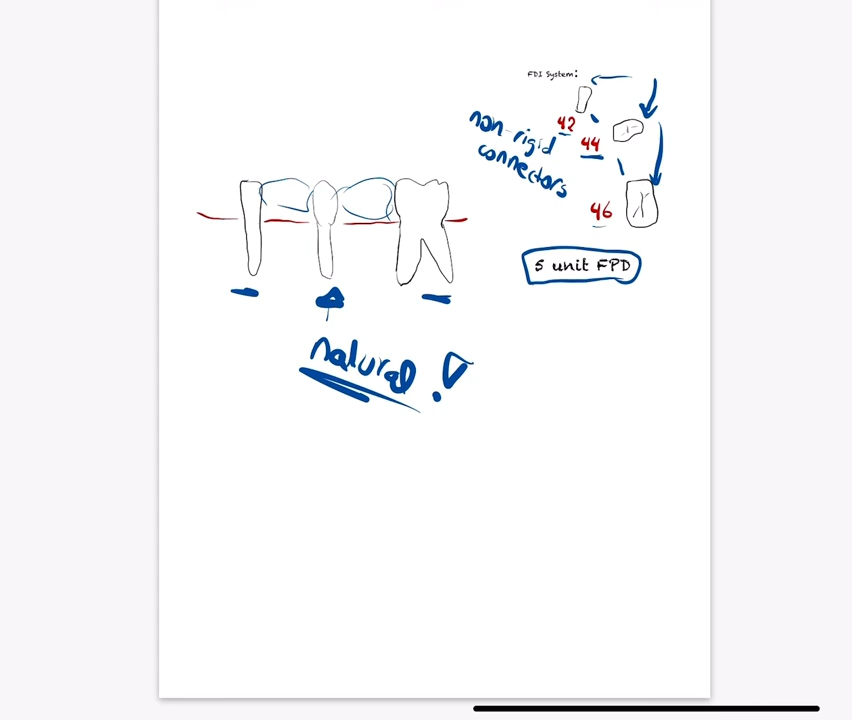 FDI System:
42
non-rigid
44
connectors
46
5 unit FPD
natural!